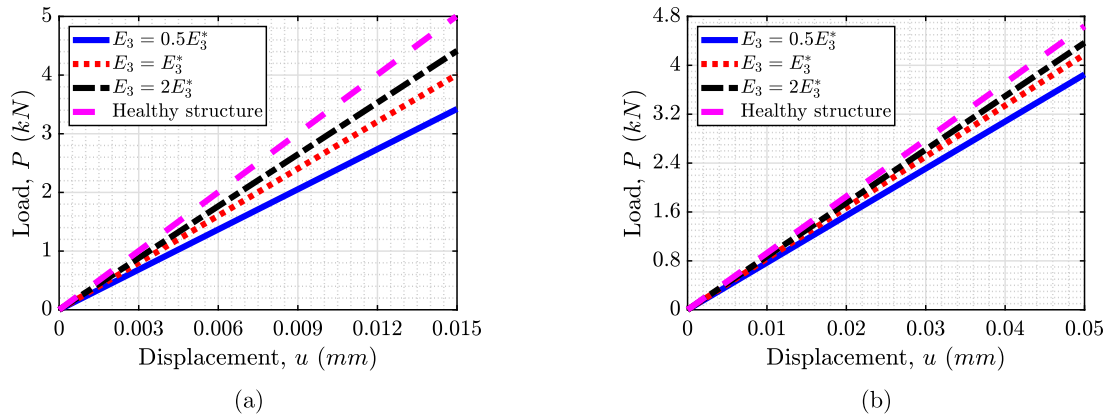 5
4
3
2
1
0
Load, P (kN)
E₃ = 0.5E₃*
E₃ = E₃*
E₃ = 2E₃*
Healthy structure
0 0.003 0.006 0.009 0.012 0.015
Displacement, u (mm)
(a)
4.8
4
3.2
2.4
1.6
0.8
0
Load, P (kN)
E₃ = 0.5E₃*
E₃ = E₃*
E₃ = 2E₃*
Healthy structure
0 0.01 0.02 0.03 0.04 0.05
Displacement, u (mm)
(b)